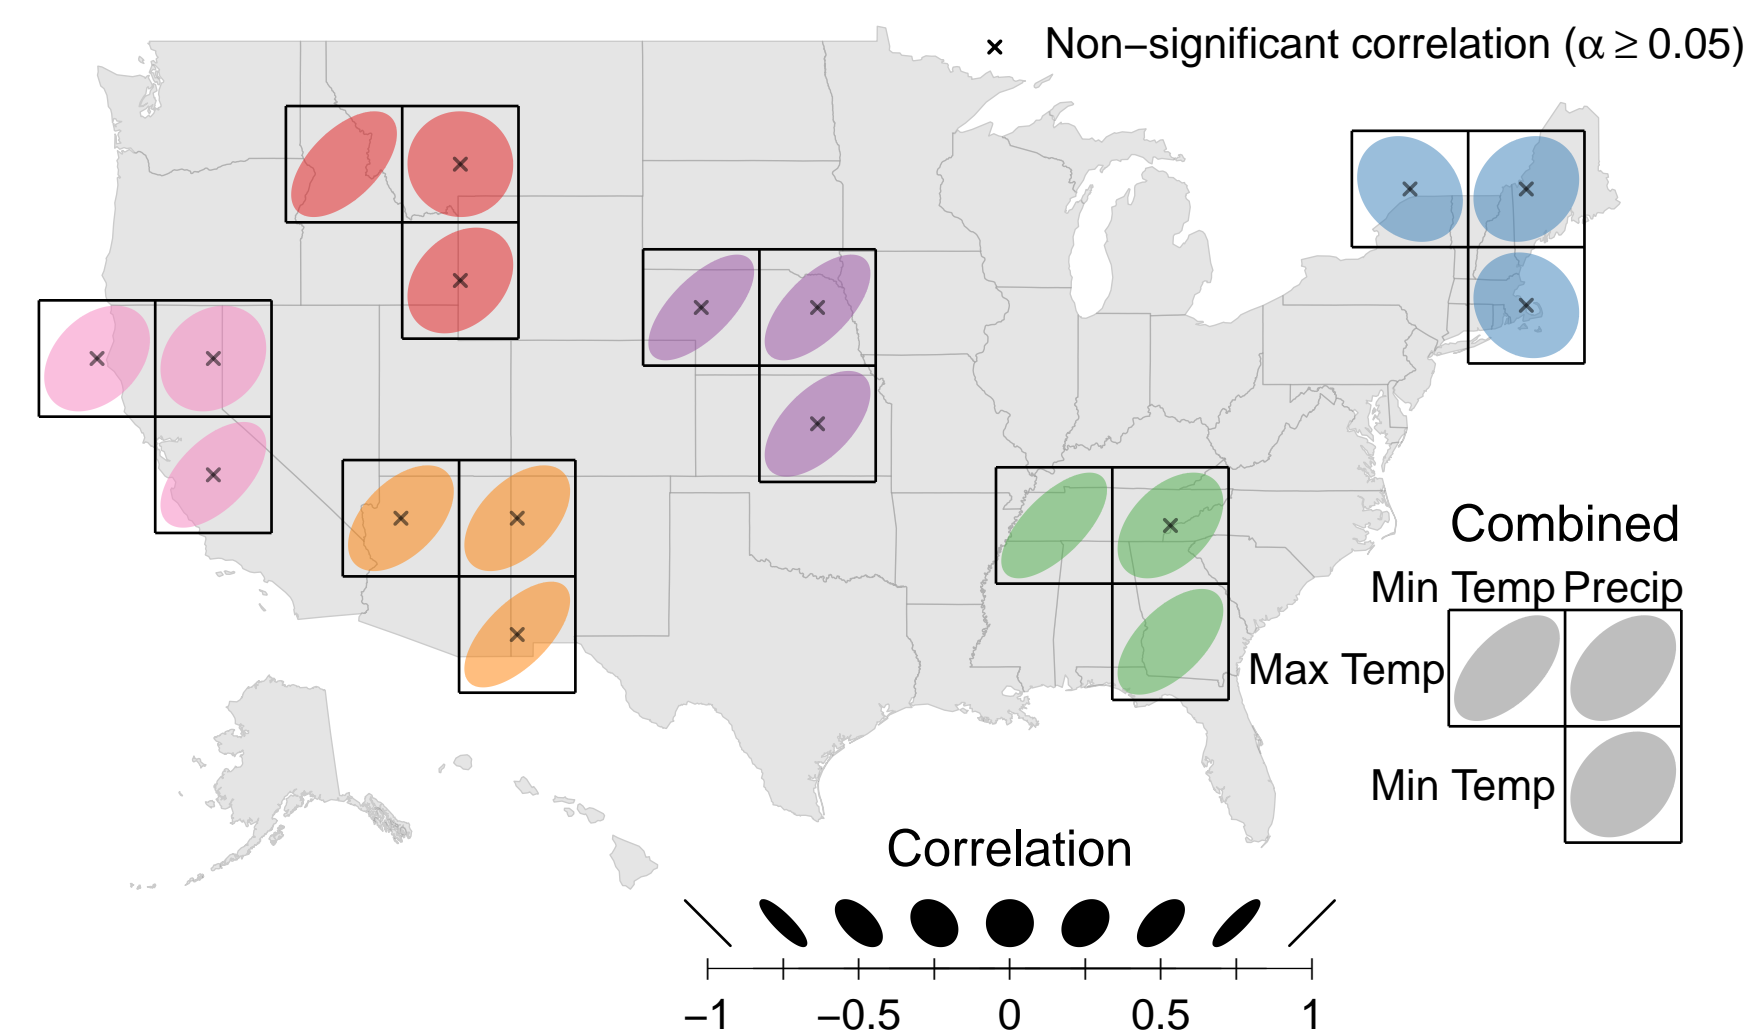 × Non−significant correlation (α ≥ 0.05)
Combined
Min Temp Precip
Max Temp
Min Temp
Correlation
−1 −0.5 0 0.5 1